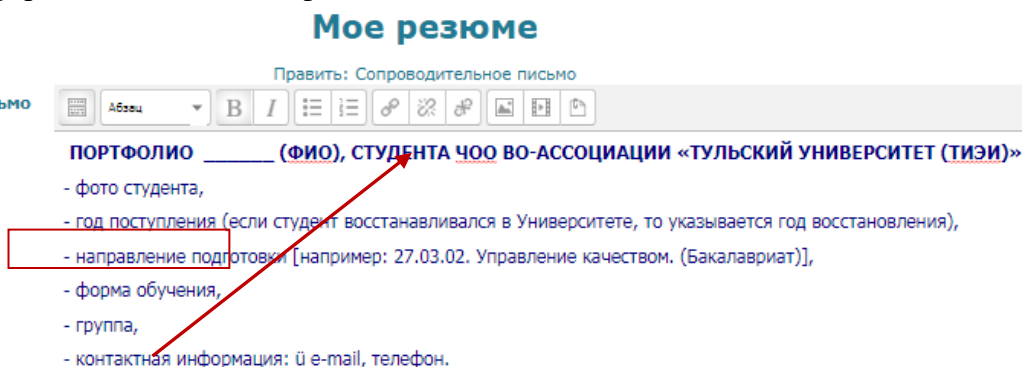 Мое резюме
Править: Сопроводительное письмо
ьмо
Абзац B I
ПОРТФОЛИО ______ (ФИО), СТУДЕНТА ЧОО ВО-АССОЦИАЦИИ «ТУЛЬСКИЙ УНИВЕРСИТЕТ (ТИЭИ)»
- фото студента,
- год поступления (если студент восстанавливался в Университете, то указывается год восстановления),
- направление подготовки [например: 27.03.02. Управление качеством. (Бакалавриат)],
- форма обучения,
- группа,
- контактная информация: ü e-mail, телефон.